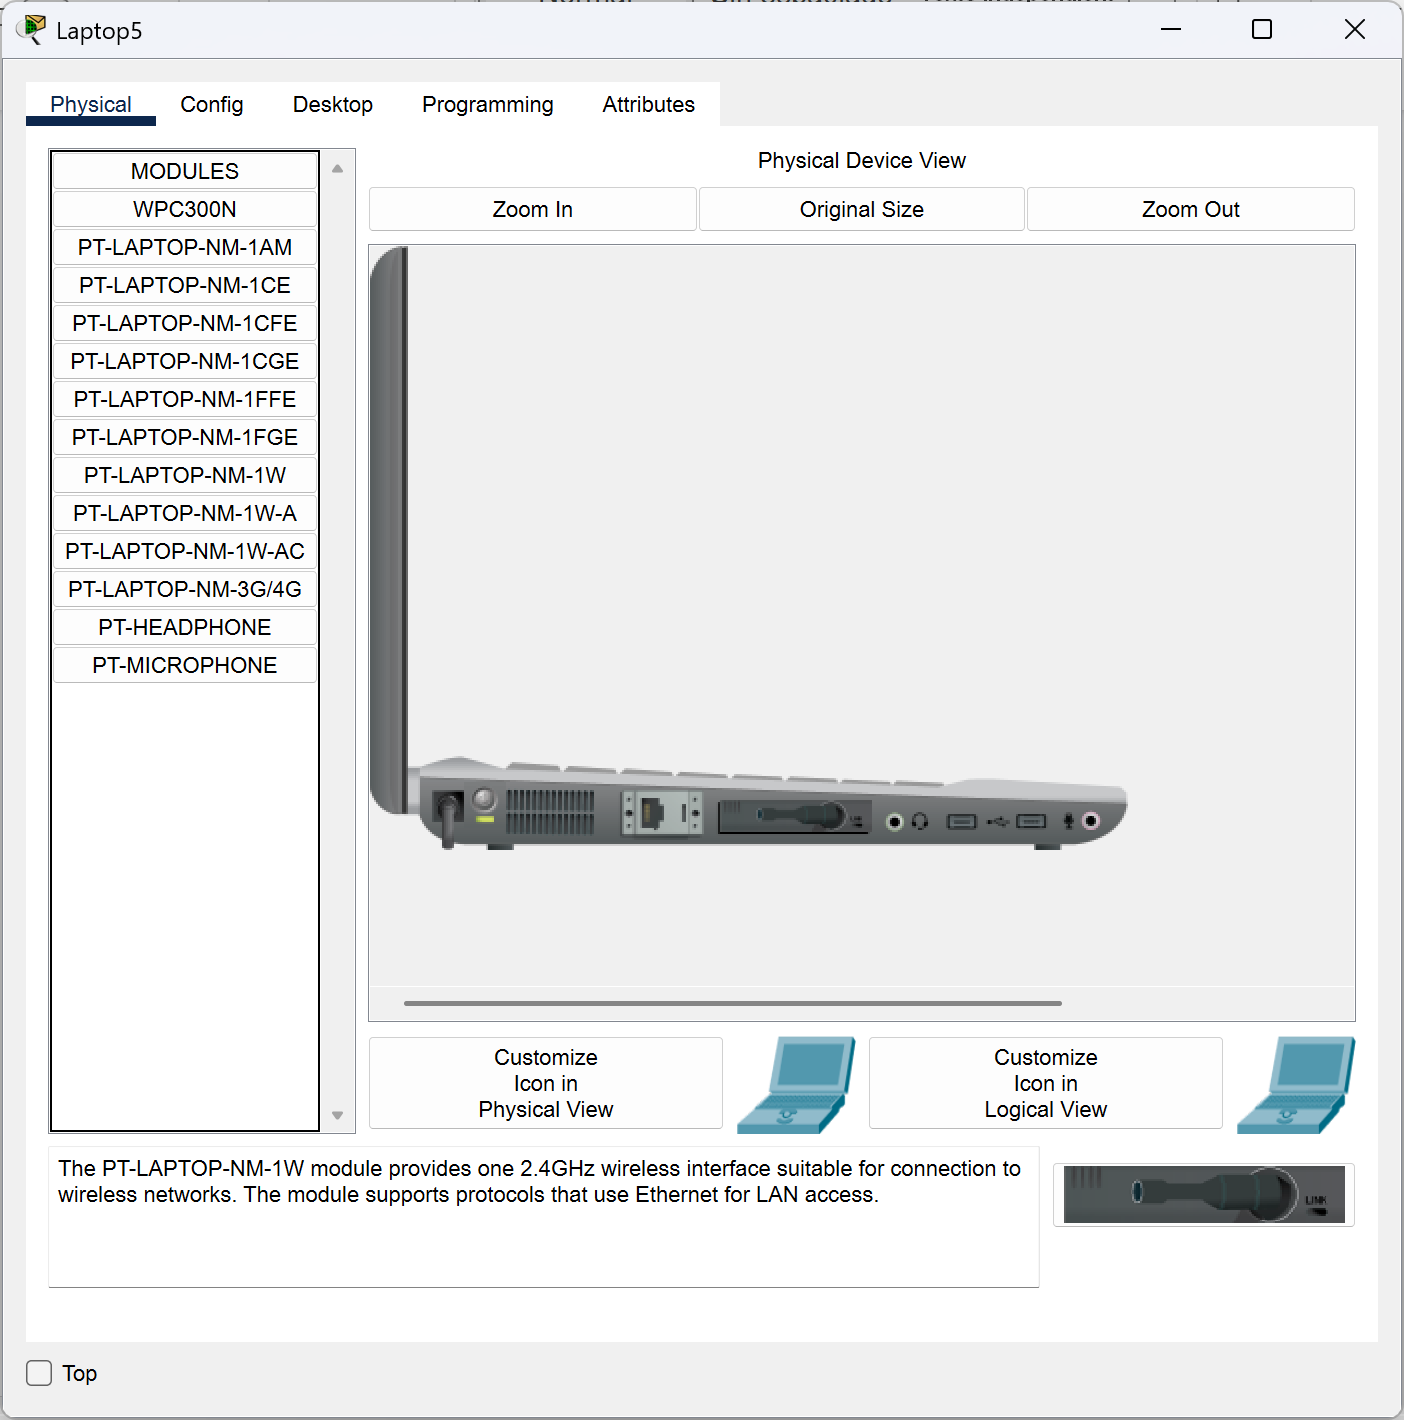 Laptop5
Physical
Config
Desktop
Programming
Attributes
MODULES
WPC300N
PT-LAPTOP-NM-1AM
PT-LAPTOP-NM-1CE
PT-LAPTOP-NM-1CFE
PT-LAPTOP-NM-1CGE
PT-LAPTOP-NM-1FFE
PT-LAPTOP-NM-1FGE
PT-LAPTOP-NM-1W
PT-LAPTOP-NM-1W-A
PT-LAPTOP-NM-1W-AC
PT-LAPTOP-NM-3G/4G
PT-HEADPHONE
PT-MICROPHONE
Physical Device View
Zoom In
Original Size
Zoom Out
Customize
Icon in
Physical View
Customize
Icon in
Logical View
The PT-LAPTOP-NM-1W module provides one 2.4GHz wireless interface suitable for connection to
wireless networks. The module supports protocols that use Ethernet for LAN access.
LINK
Top